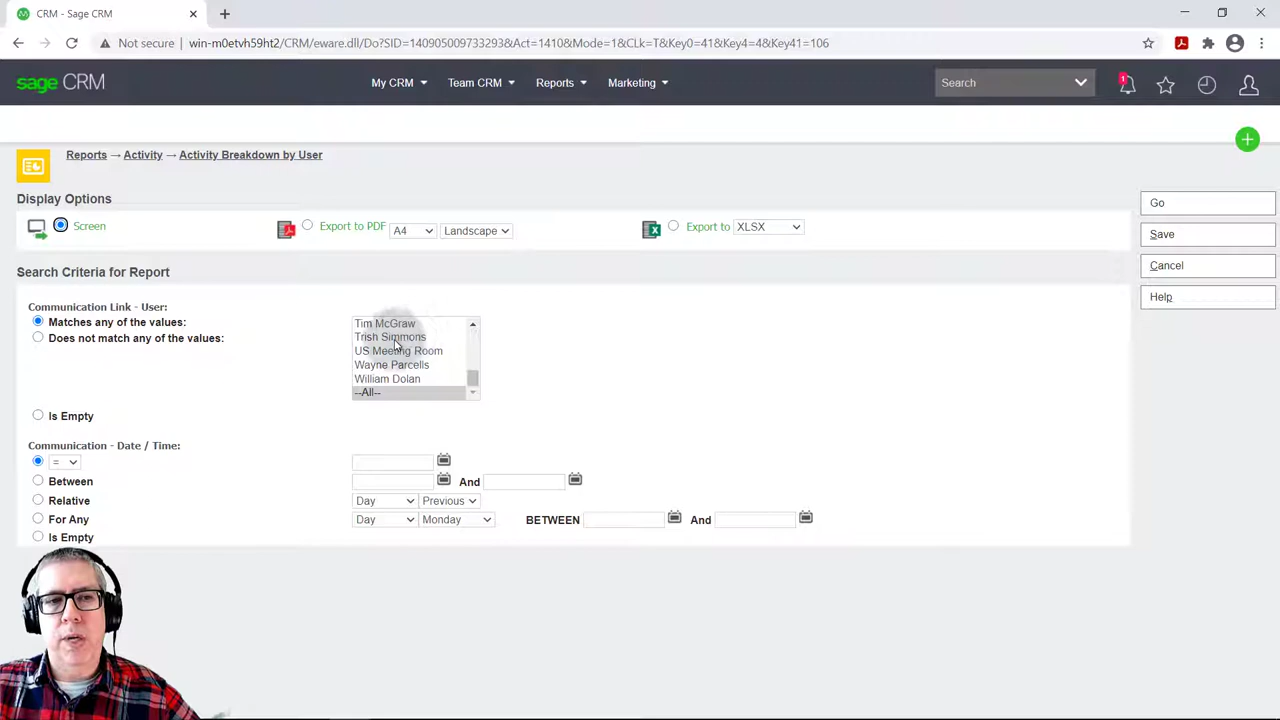 CRM - Sage CRM
Not secure win-m0etvh59ht2/CRM/eware.dll/Do?SID=140905009733293&Act=1410&Mode=1&CLk=T&Key0=41&Key4=4&Key41=106
sage CRM My CRM Team CRM Reports Marketing Search 1
Reports → Activity → Activity Breakdown by User
Display Options
Screen Export to PDF A4 Landscape Export to XLSX
Go
Save
Cancel
Help
Search Criteria for Report
Communication Link - User:
Matches any of the values:
Does not match any of the values:
Tim McGraw
Trish Simmons
US Meeting Room
Wayne Parcells
William Dolan
--All--
Is Empty
Communication - Date / Time:
=
Between And
Relative Day Previous
For Any Day Monday BETWEEN And
Is Empty